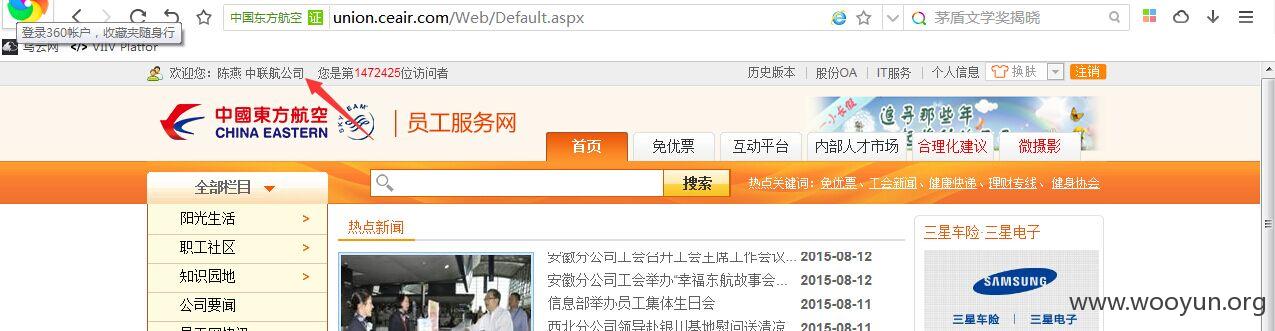 中国东方航空 证 union.ceair.com/Web/Default.aspx 茅盾文学奖揭晓
登录360帐户，收藏夹随身行
乌云网 </> VIIV Platfor
欢迎您：陈燕 中联航公司 您是第1472425位访问者 历史版本 | 股份OA | IT服务 | 个人信息 换肤 注销
中國東方航空
CHINA EASTERN
SKYTEAM
员工服务网
一小长假
追寻那些年
首页 免优票 互动平台 内部人才市场 合理化建议 微摄影
全部栏目 搜索 热点关键词：免优票、工会新闻、健康快递、理财专线、健身协会
阳光生活 >
职工社区 >
知识园地 >
公司要闻 >
员工网快讯
热点新闻
安徽分公司工会召开工会主席工作会议... 2015-08-12
安徽分公司工会举办“幸福东航故事会... 2015-08-12
信息部举办员工集体生日会 2015-08-11
西北分公司领导赴银川基地慰问送清凉 2015-08-11
三星车险·三星电子
SAMSUNG
三星车险 | 三星电子
www.wooyun.org